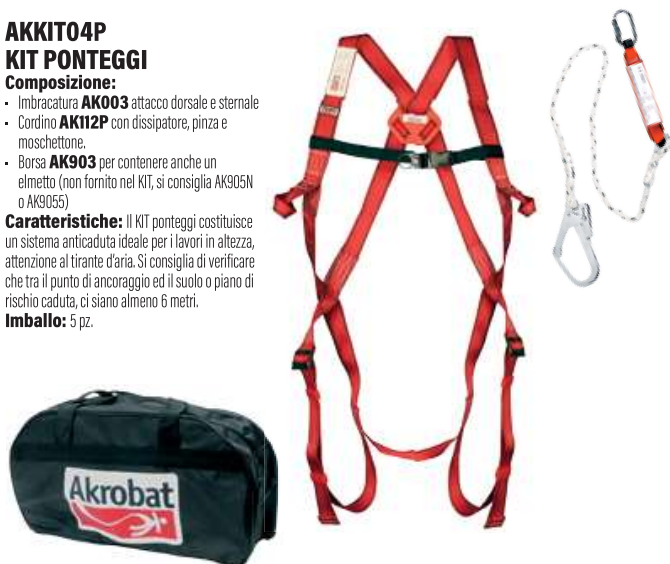 AKKIT04P
KIT PONTEGGI
Composizione:
- Imbracatura AK003 attacco dorsale e sternale
- Cordino AK112P con dissipatore, pinza e
moschettone.
- Borsa AK903 per contenere anche un
elmetto (non fornito nel KIT, si consiglia AK905N
o AK9055)
Caratteristiche: Il KIT ponteggi costituisce
un sistema anticaduta ideale per i lavori in altezza,
attenzione al tirante d'aria. Si consiglia di verificare
che tra il punto di ancoraggio ed il suolo o piano di
rischio caduta, ci siano almeno 6 metri.
Imballo: 5 pz.
Akrobat